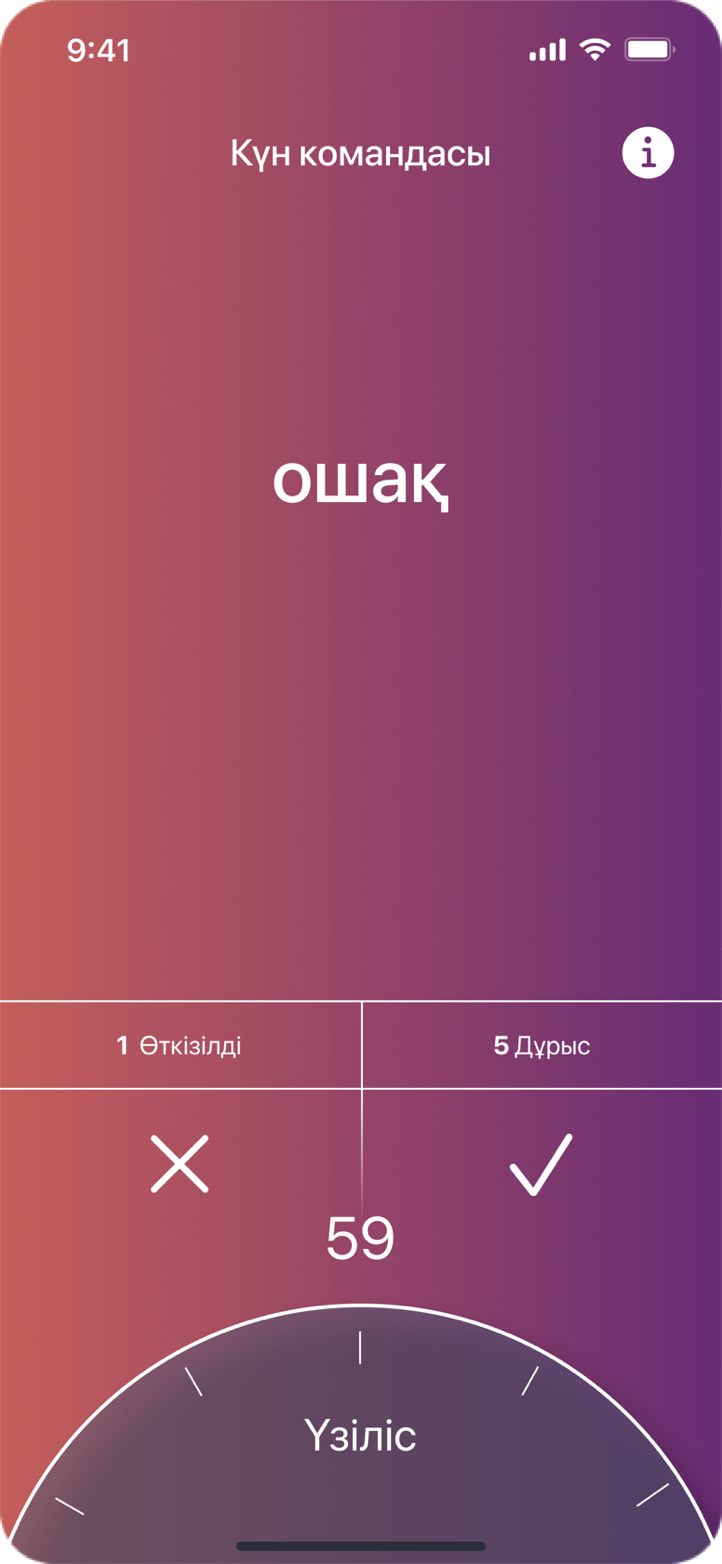 9:41
Күн командасы
ошақ
1 Өткізілді
5 Дұрыс
59
Үзіліс